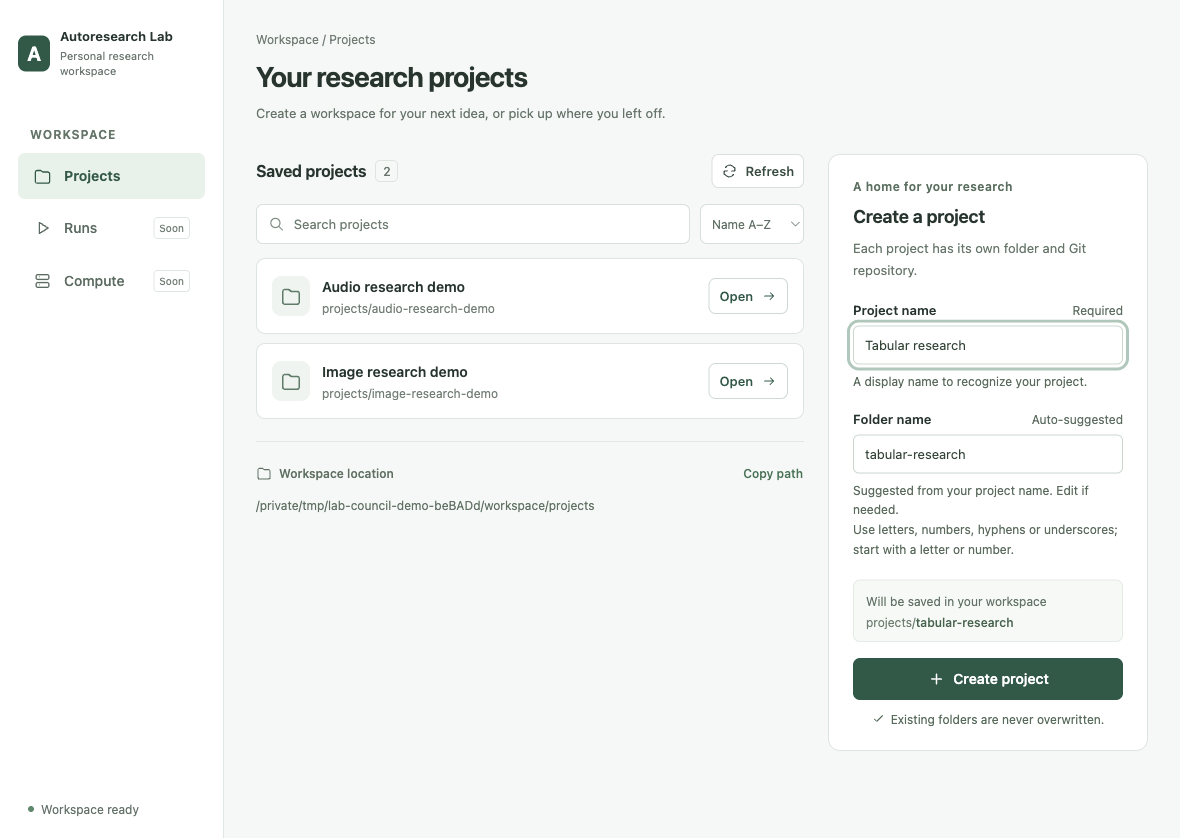 A
Autoresearch Lab
Personal research
workspace
WORKSPACE
Projects
Runs
Soon
Compute
Soon
Workspace ready
Workspace / Projects
Your research projects
Create a workspace for your next idea, or pick up where you left off.
Saved projects 2
Refresh
Search projects
Name A–Z
Audio research demo
projects/audio-research-demo
Open
Image research demo
projects/image-research-demo
Open
Workspace location
Copy path
/private/tmp/lab-council-demo-beBADd/workspace/projects
A home for your research
Create a project
Each project has its own folder and Git
repository.
Project name
Required
Tabular research
A display name to recognize your project.
Folder name
Auto-suggested
tabular-research
Suggested from your project name. Edit if
needed.
Use letters, numbers, hyphens or underscores;
start with a letter or number.
Will be saved in your workspace
projects/tabular-research
Create project
Existing folders are never overwritten.